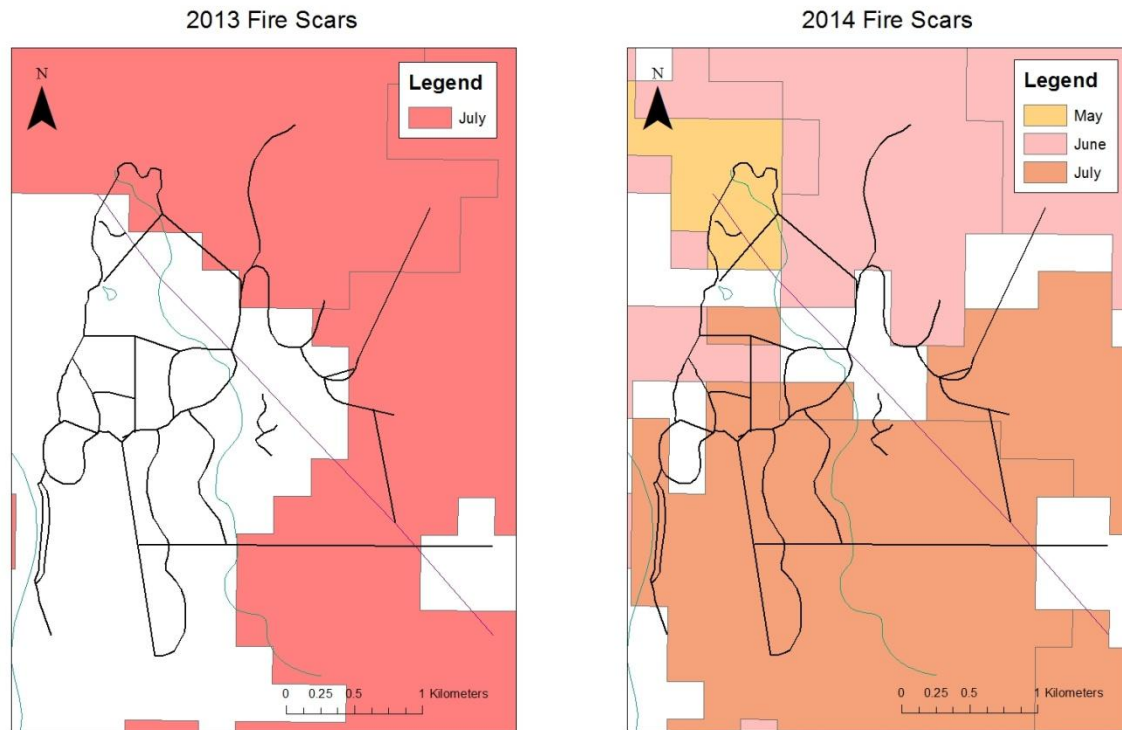 2013 Fire Scars
N
Legend
July
0 0.25 0.5 1 Kilometers
2014 Fire Scars
N
Legend
May
June
July
0 0.25 0.5 1 Kilometers